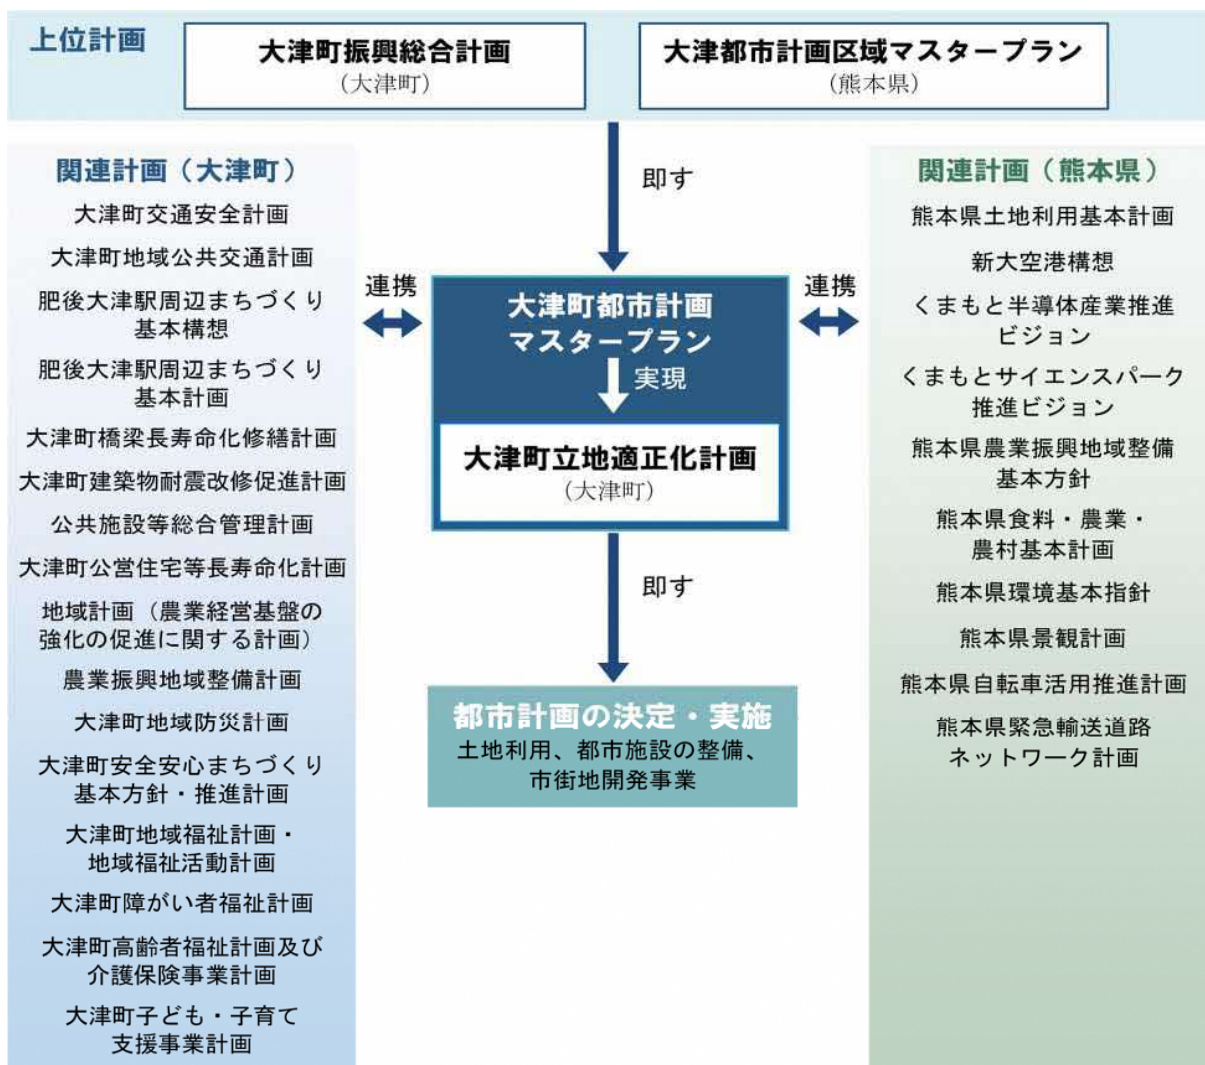 上位計画
大津町振興総合計画
（大津町）
大津都市計画区域マスタープラン
（熊本県）
即す
関連計画（大津町）
大津町交通安全計画
大津町地域公共交通計画
肥後大津駅周辺まちづくり
基本構想
肥後大津駅周辺まちづくり
基本計画
大津町橋梁長寿命化修繕計画
大津町建築物耐震改修促進計画
公共施設等総合管理計画
大津町公営住宅等長寿命化計画
地域計画（農業経営基盤の
強化の促進に関する計画）
農業振興地域整備計画
大津町地域防災計画
大津町安全安心まちづくり
基本方針・推進計画
大津町地域福祉計画・
地域福祉活動計画
大津町障がい者福祉計画
大津町高齢者福祉計画及び
介護保険事業計画
大津町子ども・子育て
支援事業計画
連携
大津町都市計画
マスタープラン
実現
大津町立地適正化計画
（大津町）
即す
都市計画の決定・実施
土地利用、都市施設の整備、
市街地開発事業
連携
関連計画（熊本県）
熊本県土地利用基本計画
新大空港構想
くまもと半導体産業推進
ビジョン
くまもとサイエンスパーク
推進ビジョン
熊本県農業振興地域整備
基本方針
熊本県食料・農業・
農村基本計画
熊本県環境基本指針
熊本県景観計画
熊本県自転車活用推進計画
熊本県緊急輸送道路
ネットワーク計画